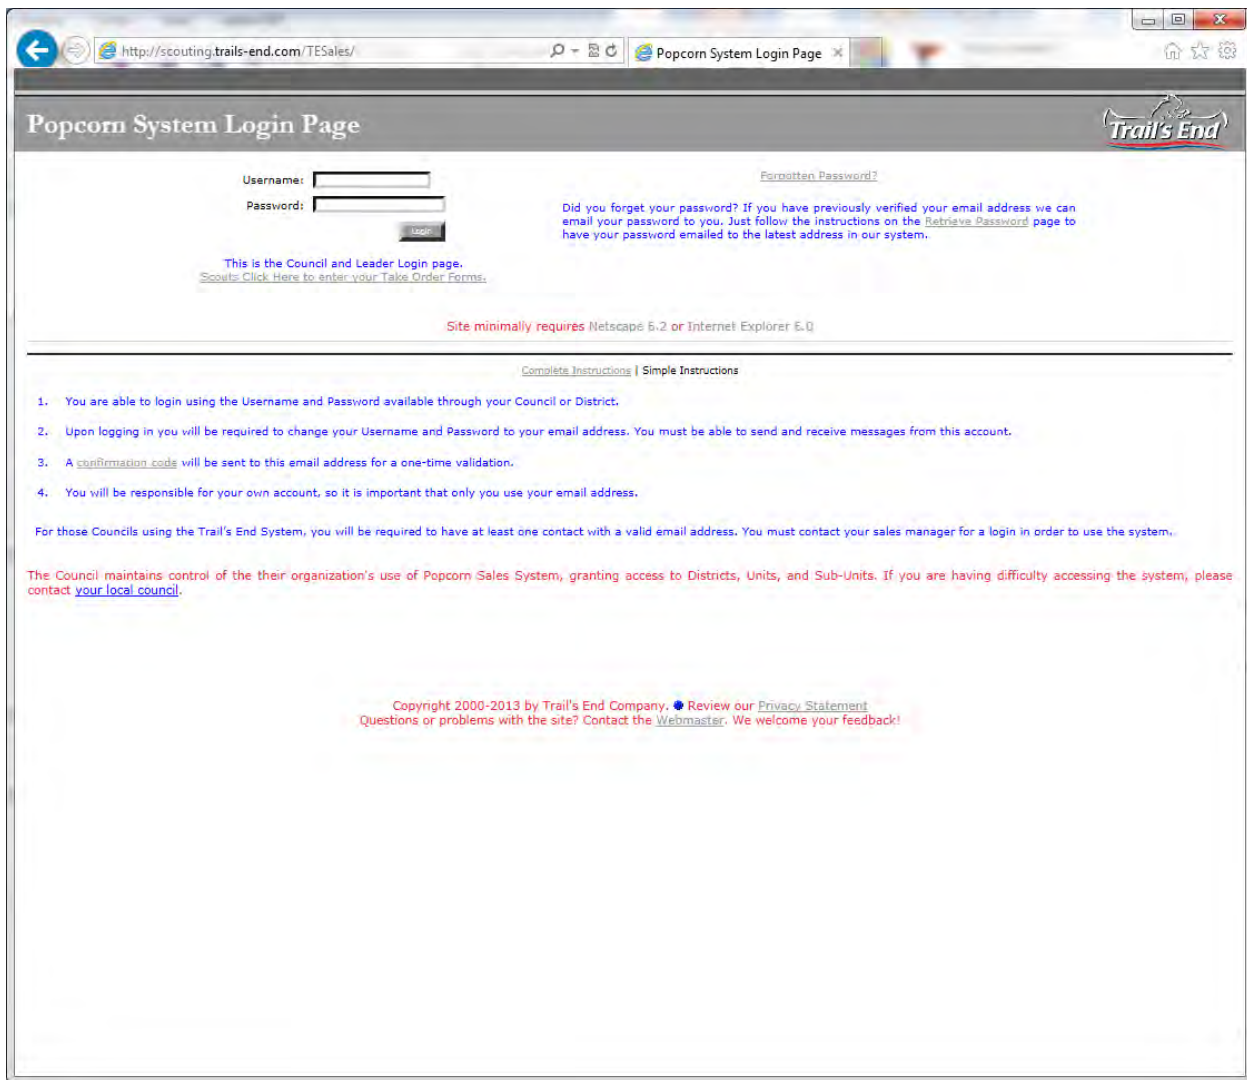 http://scouting.trails-end.com/TESales/
Popcorn System Login Page
Popcorn System Login Page
Trail's End
Username:
Password:
Login
This is the Council and Leader Login page.
Scouts Click Here to enter your Take Order Forms.
Forgotten Password?
Did you forget your password? If you have previously verified your email address we can
email your password to you. Just follow the instructions on the Retrieve Password page to
have your password emailed to the latest address in our system.
Site minimally requires Netscape 6.2 or Internet Explorer 6.0
Complete Instructions | Simple Instructions
1. You are able to login using the Username and Password available through your Council or District.
2. Upon logging in you will be required to change your Username and Password to your email address. You must be able to send and receive messages from this account.
3. A confirmation code will be sent to this email address for a one-time validation.
4. You will be responsible for your own account, so it is important that only you use your email address.
For those Councils using the Trail's End System, you will be required to have at least one contact with a valid email address. You must contact your sales manager for a login in order to use the system.
The Council maintains control of the their organization's use of Popcorn Sales System, granting access to Districts, Units, and Sub-Units. If you are having difficulty accessing the system, please
contact your local council.
Copyright 2000-2013 by Trail's End Company. Review our Privacy Statement
Questions or problems with the site? Contact the Webmaster. We welcome your feedback!